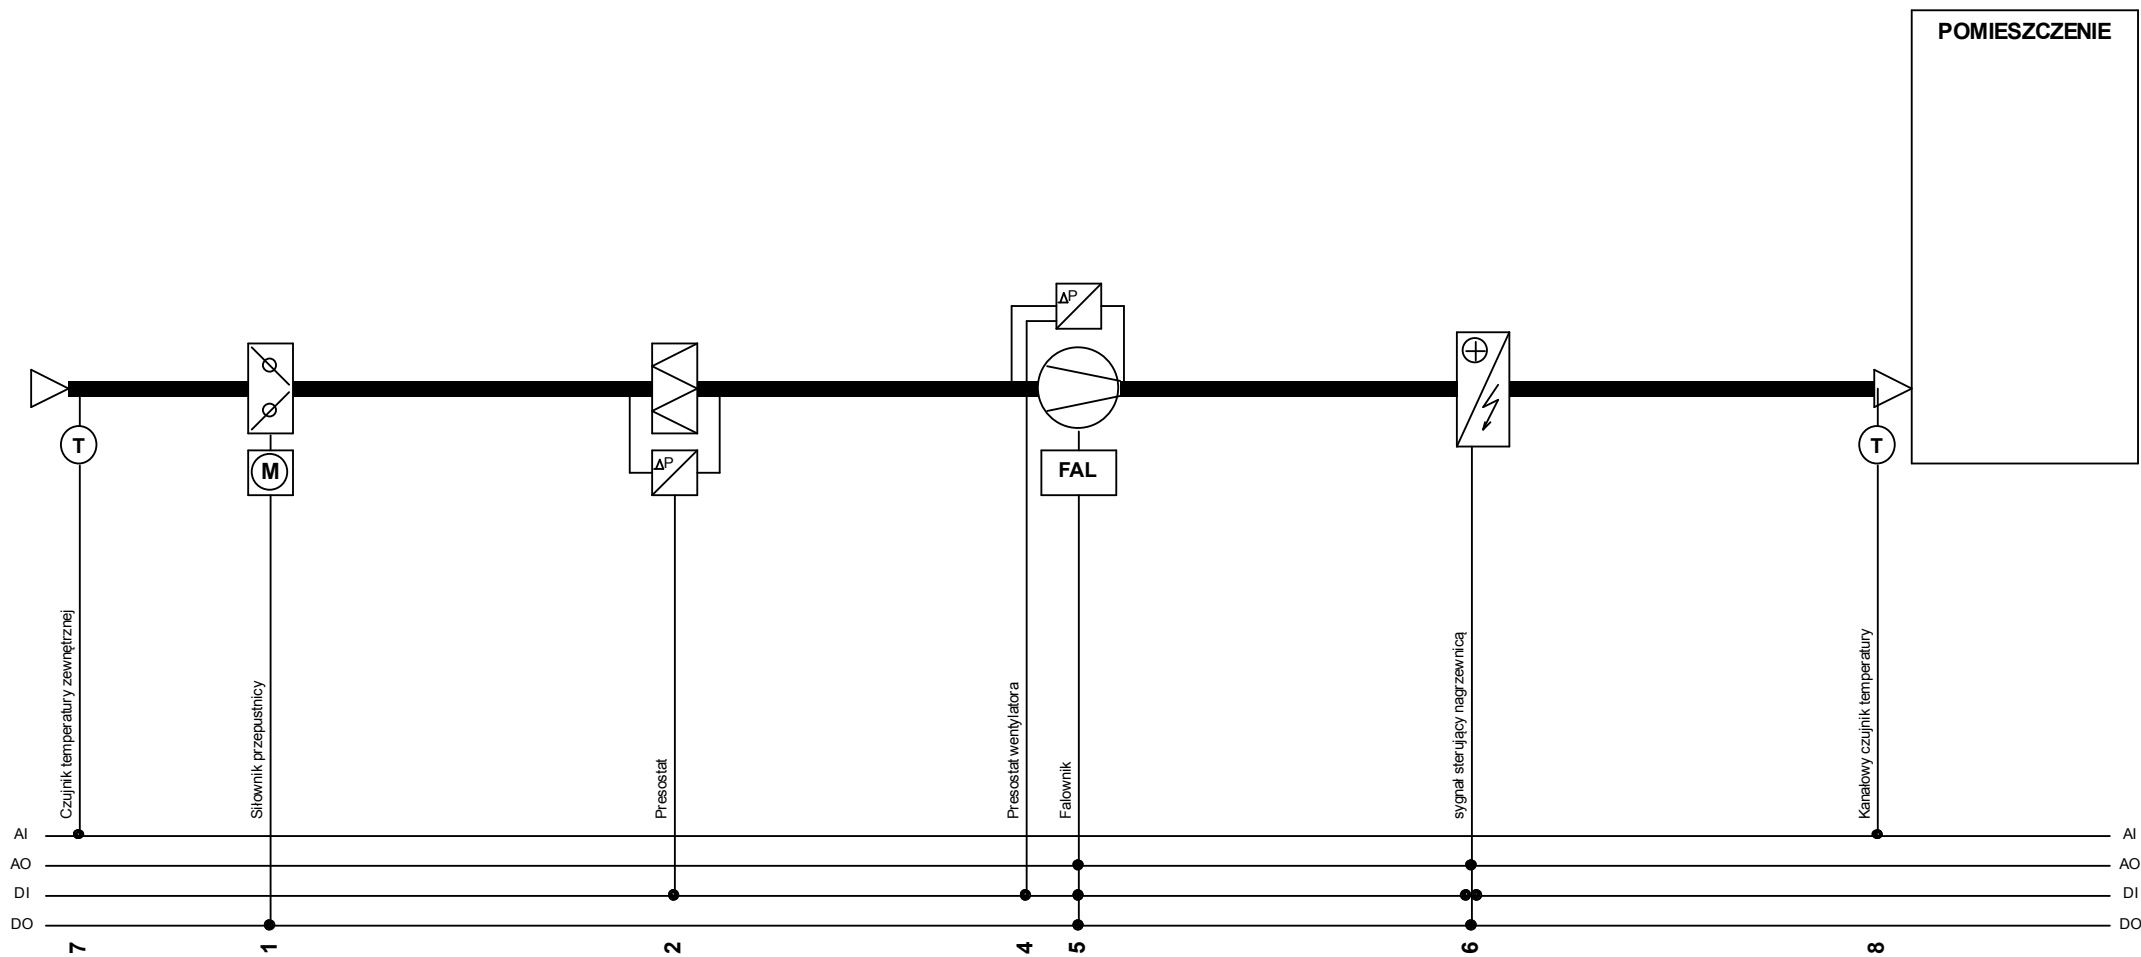 POMIESZCZENIE
ΔP
T
M
ΔP
FAL
T
Czujnik temperatury zewnętrznej
Siłownik przepustnicy
Presostat
Presostat wentylatora
Falownik
sygnał sterujący nagrzewnicą
Kanałowy czujnik temperatury
AI AI
AO AO
DI DI
DO DO
7 1 2 4 5 6 8